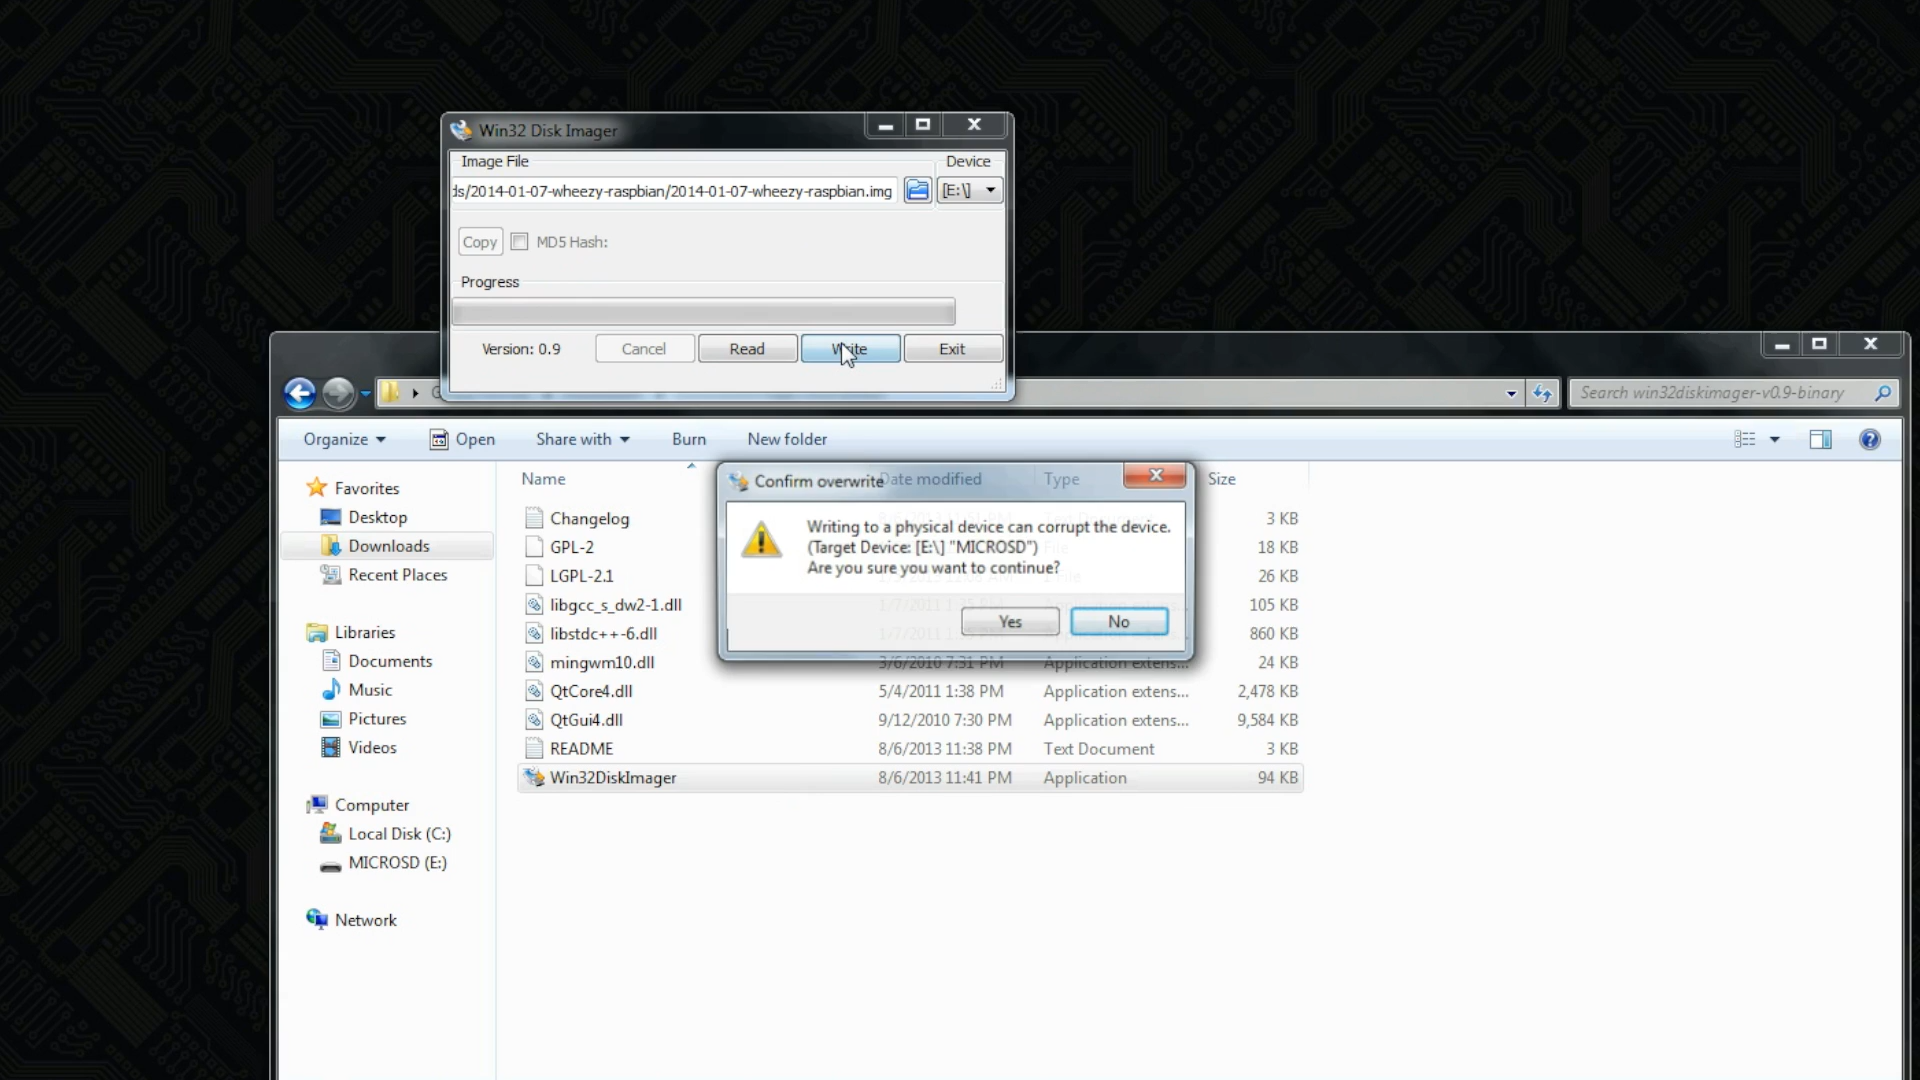 Win32 Disk Imager
Image File
Device
ds/2014-01-07-wheezy-raspbian/2014-01-07-wheezy-raspbian.img
[E:\]
Copy
MD5 Hash:
Progress
Version: 0.9
Cancel
Read
Write
Exit
Search win32diskimager-v0.9-binary
Organize
Open
Share with
Burn
New folder
Favorites
Desktop
Downloads
Recent Places
Libraries
Documents
Music
Pictures
Videos
Computer
Local Disk (C:)
MICROSD (E:)
Network
Name
Date modified
Type
Size
Changelog
3 KB
GPL-2
18 KB
LGPL-2.1
26 KB
libgcc_s_dw2-1.dll
105 KB
libstdc++-6.dll
860 KB
mingwm10.dll
3/6/2010 7:31 PM
Application extens...
24 KB
QtCore4.dll
5/4/2011 1:38 PM
Application extens...
2,478 KB
QtGui4.dll
9/12/2010 7:30 PM
Application extens...
9,584 KB
README
8/6/2013 11:38 PM
Text Document
3 KB
Win32DiskImager
8/6/2013 11:41 PM
Application
94 KB
Confirm overwrite
Writing to a physical device can corrupt the device.
(Target Device: [E:\] "MICROSD")
Are you sure you want to continue?
Yes
No